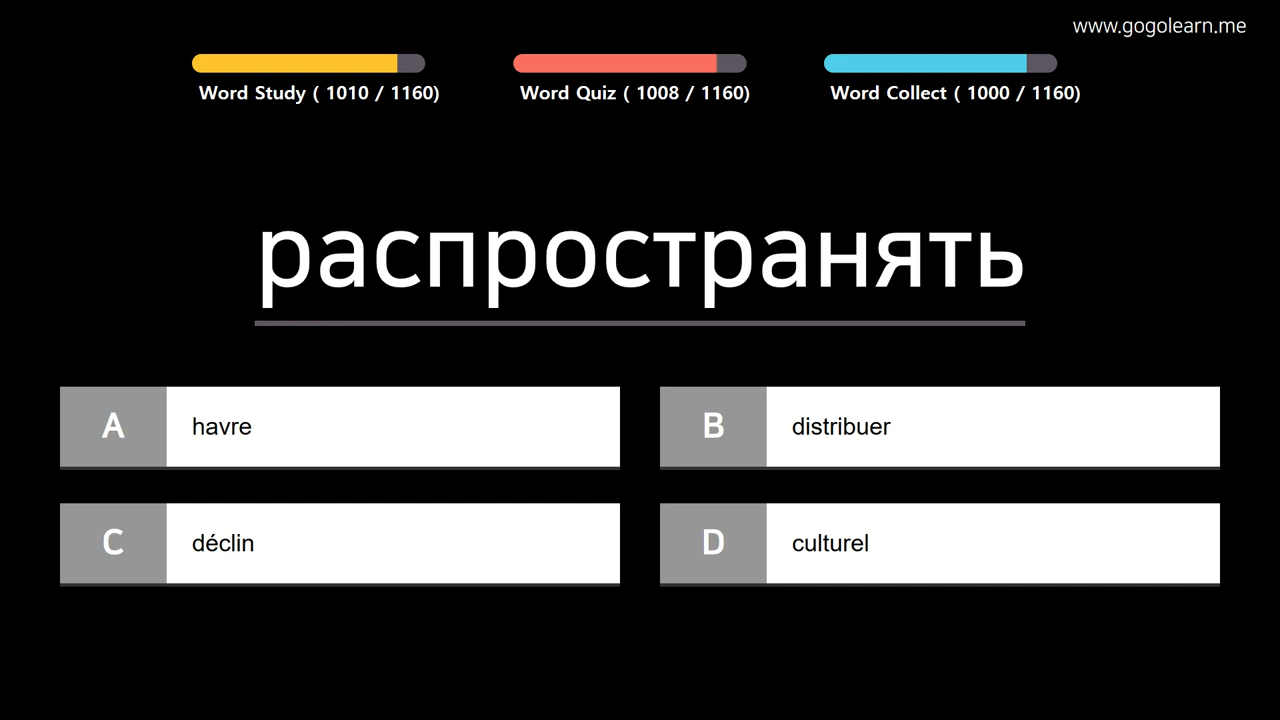 www.gogolearn.me
Word Study ( 1010 / 1160)
Word Quiz ( 1008 / 1160)
Word Collect ( 1000 / 1160)
распространять
A havre
B distribuer
C déclin
D culturel